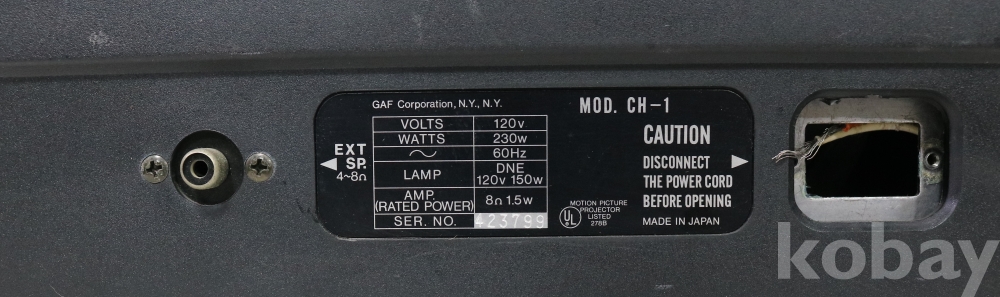 GAF Corporation, N.Y., N.Y.
MOD. CH-1
EXT
SP.
4~8Ω
VOLTS 120v
WATTS 230w
~ 60Hz
LAMP DNE
120v 150w
AMP
(RATED POWER) 8Ω 1.5w
SER. NO. 423799
UL
MOTION PICTURE
PROJECTOR
LISTED
278B
CAUTION
DISCONNECT
THE POWER CORD
BEFORE OPENING
MADE IN JAPAN
kobay